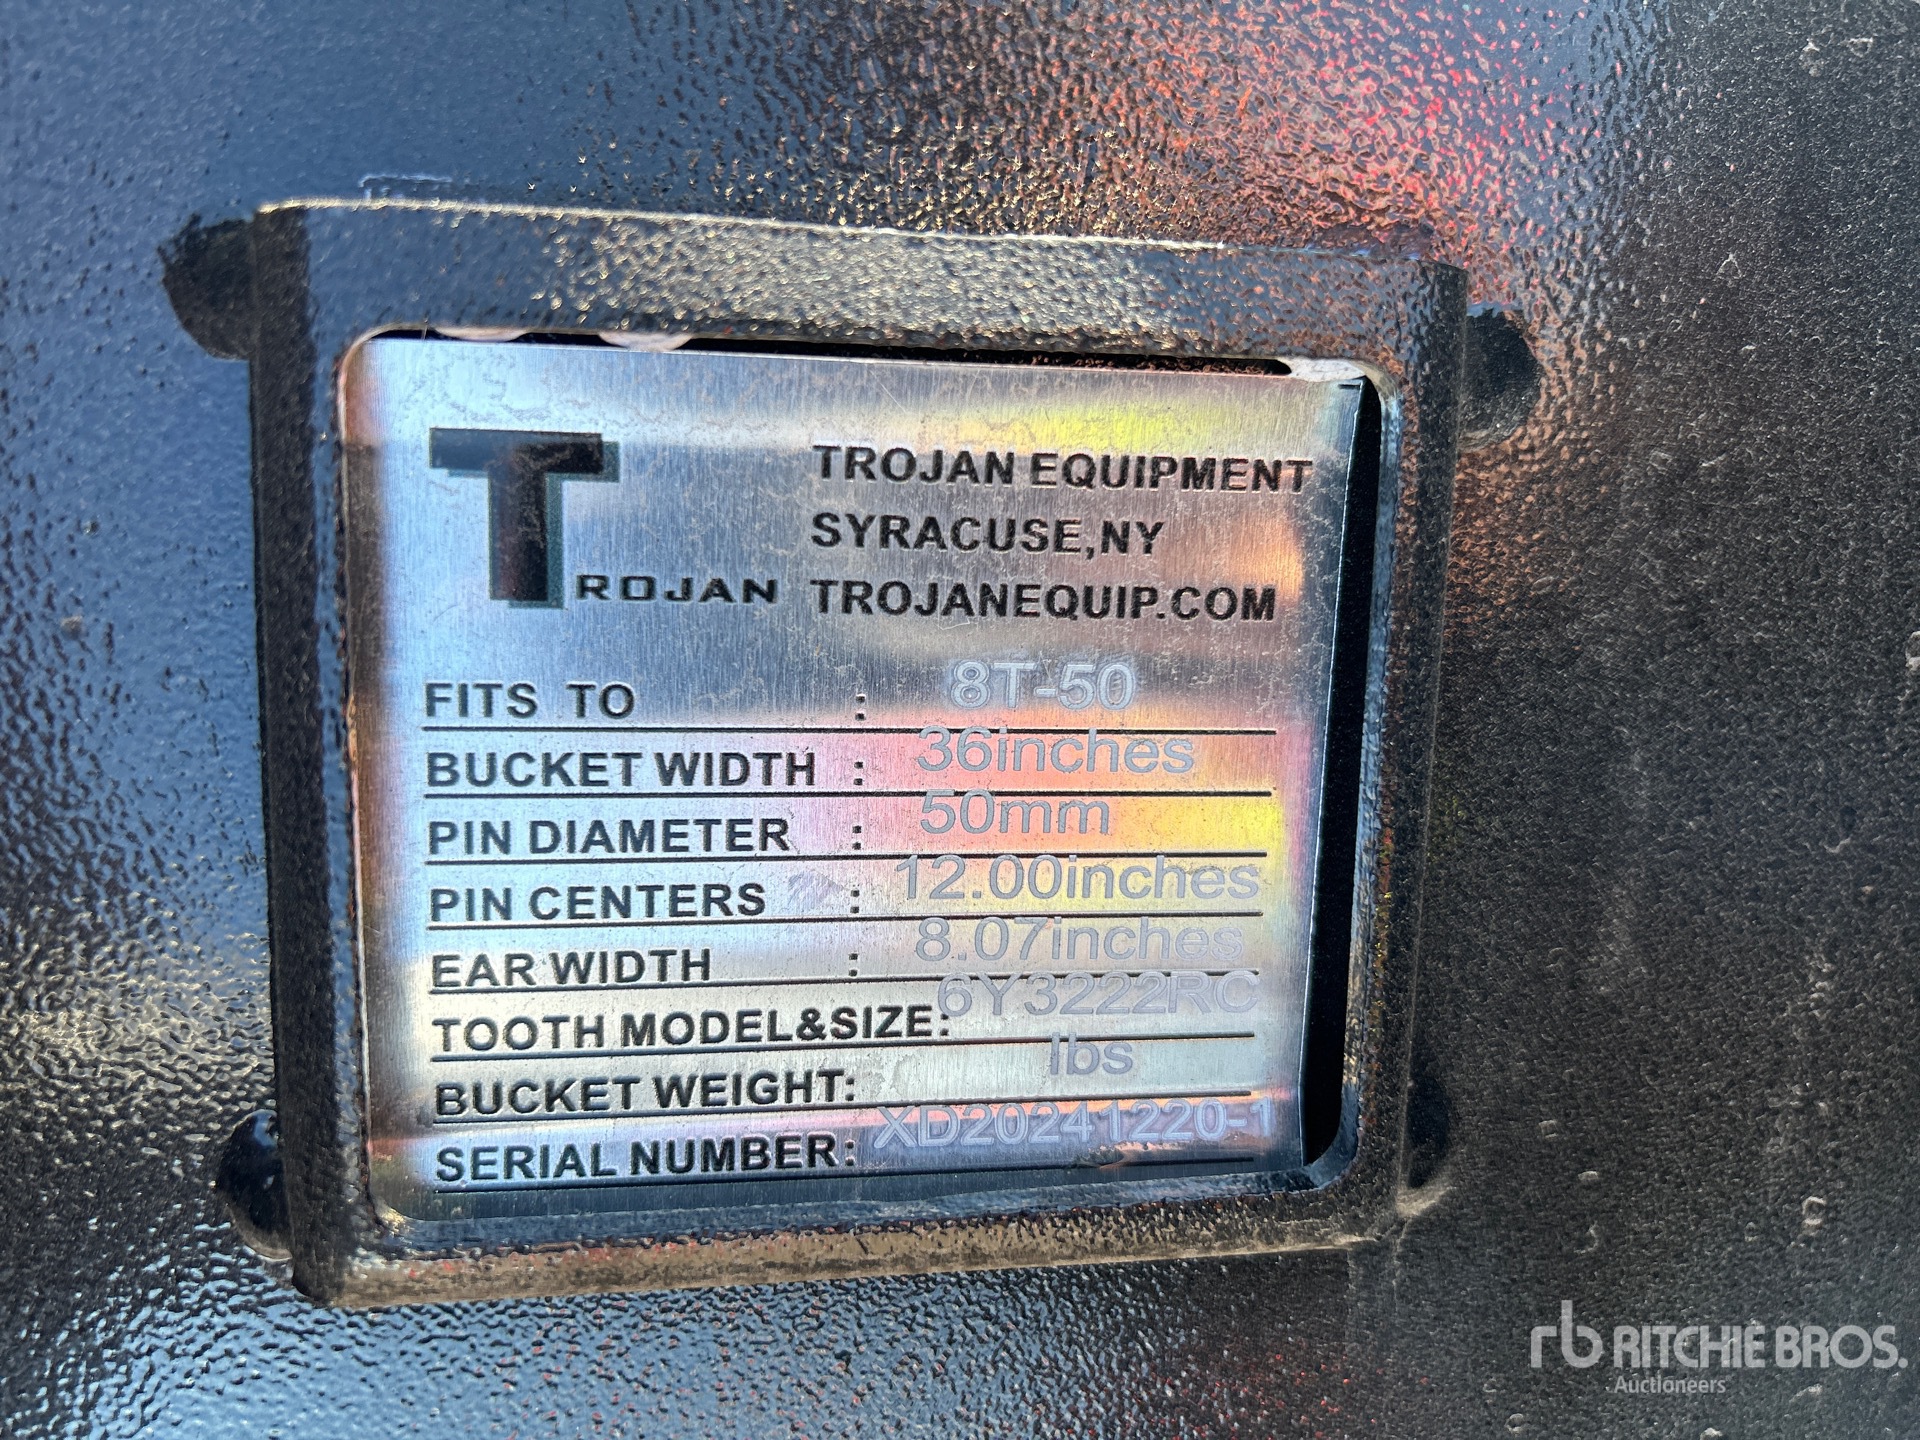 TROJAN
TROJAN EQUIPMENT
SYRACUSE,NY
TROJANEQUIP.COM
FITS TO : 8T-50
BUCKET WIDTH : 36inches
PIN DIAMETER : 50mm
PIN CENTERS : 12.00inches
EAR WIDTH : 8.07inches
TOOTH MODEL&SIZE: 6Y3222RC
BUCKET WEIGHT: lbs
SERIAL NUMBER: XD20241220-1
rb RITCHIE BROS.
Auctioneers